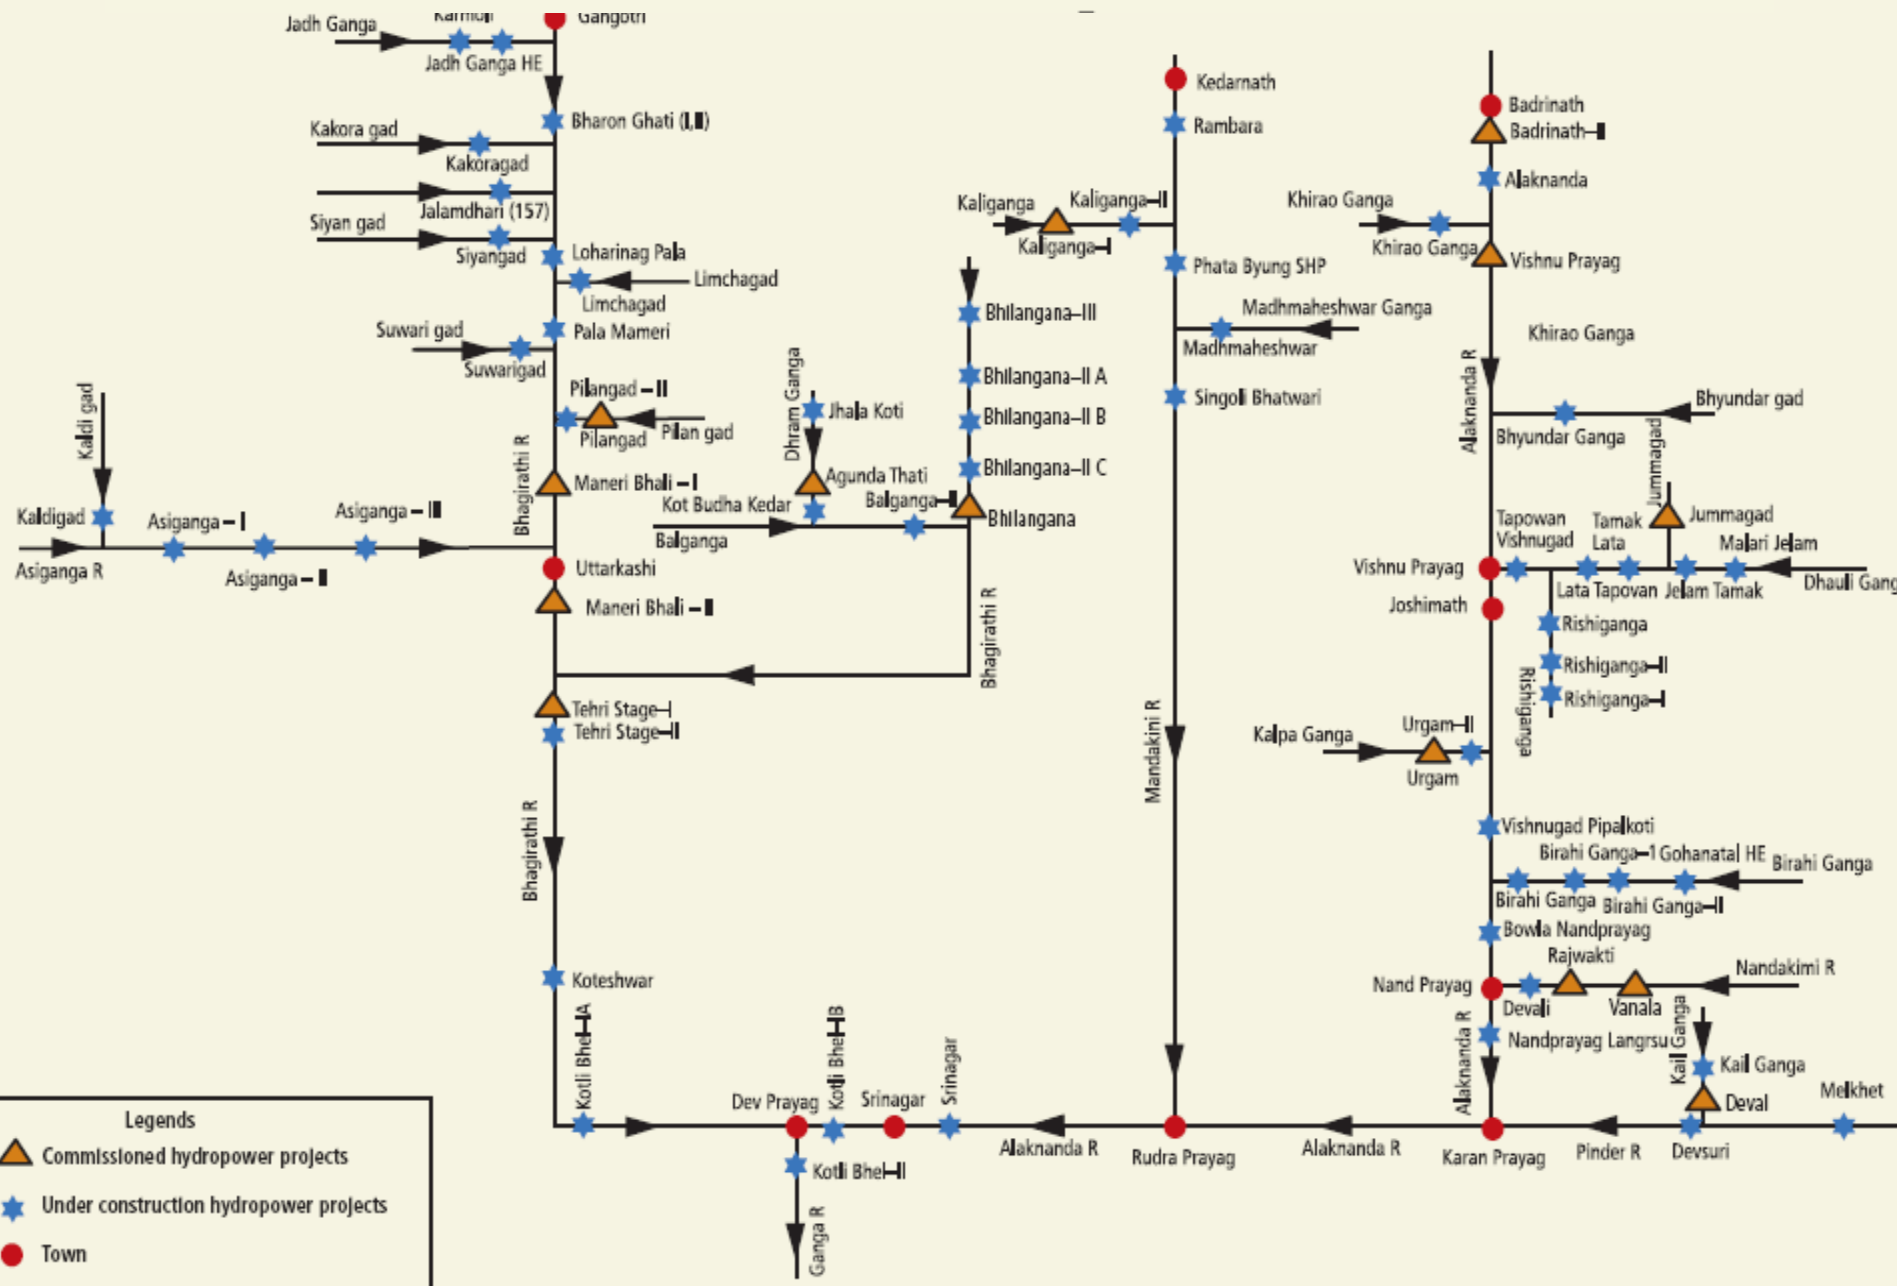 Karmoli
Gangotri
Jadh Ganga
Jadh Ganga HE
Bharon Ghati (I,II)
Kakora gad
Kakoragad
Jalamdhari (157)
Siyan gad
Siyangad
Loharinag Pala
Limchagad
Limchagad
Pala Mameri
Suwari gad
Suwarigad
Pilangad – II
Pilangad
Pilan gad
Kaldi gad
Bhagirathi R
Maneri Bhali – I
Kaldigad
Asiganga – I
Asiganga – III
Asiganga R
Asiganga – II
Uttarkashi
Maneri Bhali – II
Dhram Ganga
Jhala Koti
Agunda Thati
Kot Budha Kedar
Balganga–II
Balganga
Bhilangana–III
Bhilangana–II A
Bhilangana–II B
Bhilangana–II C
Bhilangana
Bhagirathi R
Tehri Stage–I
Tehri Stage–II
Bhagirathi R
Koteshwar
Kotli Bhel–IA
Dev Prayag
Kotli Bhel–IB
Srinagar
Srinagar
Kotli Bhel–II
Ganga R
Kedarnath
Rambara
Kaliganga
Kaliganga–II
Kaliganga–I
Phata Byung SHP
Madhmaheshwar Ganga
Madhmaheshwar
Singoli Bhatwari
Mandakini R
Alaknanda R
Rudra Prayag
Alaknanda R
Badrinath
Badrinath–II
Alaknanda
Khirao Ganga
Khirao Ganga
Vishnu Prayag
Khirao Ganga
Alaknanda R
Bhyundar gad
Bhyundar Ganga
Jummagad
Jummagad
Tapowan
Vishnugad
Tamak
Lata
Malari Jelam
Vishnu Prayag
Lata Tapovan
Jelam Tamak
Dhauli Gang
Joshimath
Rishiganga
Rishiganga–II
Rishiganga–I
Rishiganga
Urgam–II
Kalpa Ganga
Urgam
Vishnugad Pipalkoti
Birahi Ganga–1
Gohanatal HE
Birahi Ganga
Birahi Ganga
Birahi Ganga–II
Bowla Nandprayag
Rajwakti
Nandakimi R
Nand Prayag
Devali
Vanala
Alaknanda R
Nandprayag Langrsu
Kail Ganga
Kail Ganga
Deval
Melkhet
Karan Prayag
Pinder R
Devsuri
Legends
Commissioned hydropower projects
Under construction hydropower projects
Town